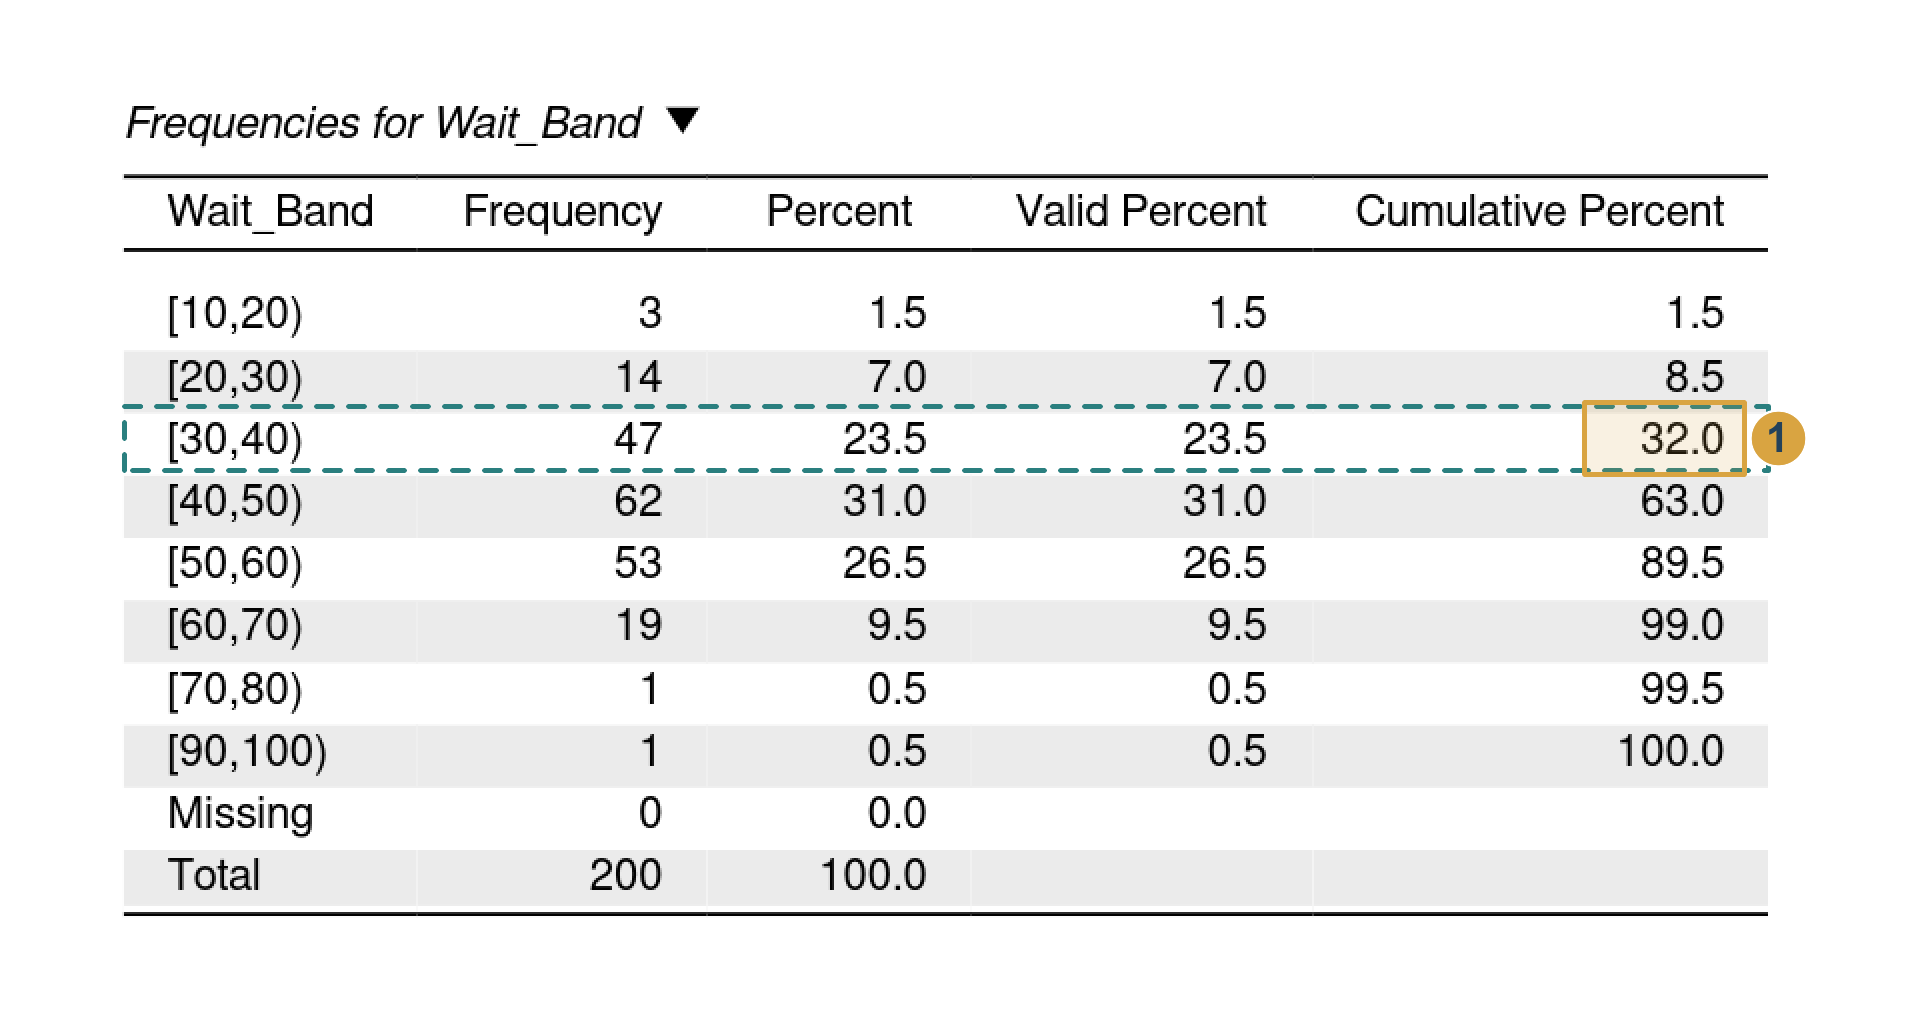 Frequencies for Wait_Band ▼
Wait_Band Frequency Percent Valid Percent Cumulative Percent
[10,20) 3 1.5 1.5 1.5
[20,30) 14 7.0 7.0 8.5
[30,40) 47 23.5 23.5 32.0 1
[40,50) 62 31.0 31.0 63.0
[50,60) 53 26.5 26.5 89.5
[60,70) 19 9.5 9.5 99.0
[70,80) 1 0.5 0.5 99.5
[90,100) 1 0.5 0.5 100.0
Missing 0 0.0
Total 200 100.0